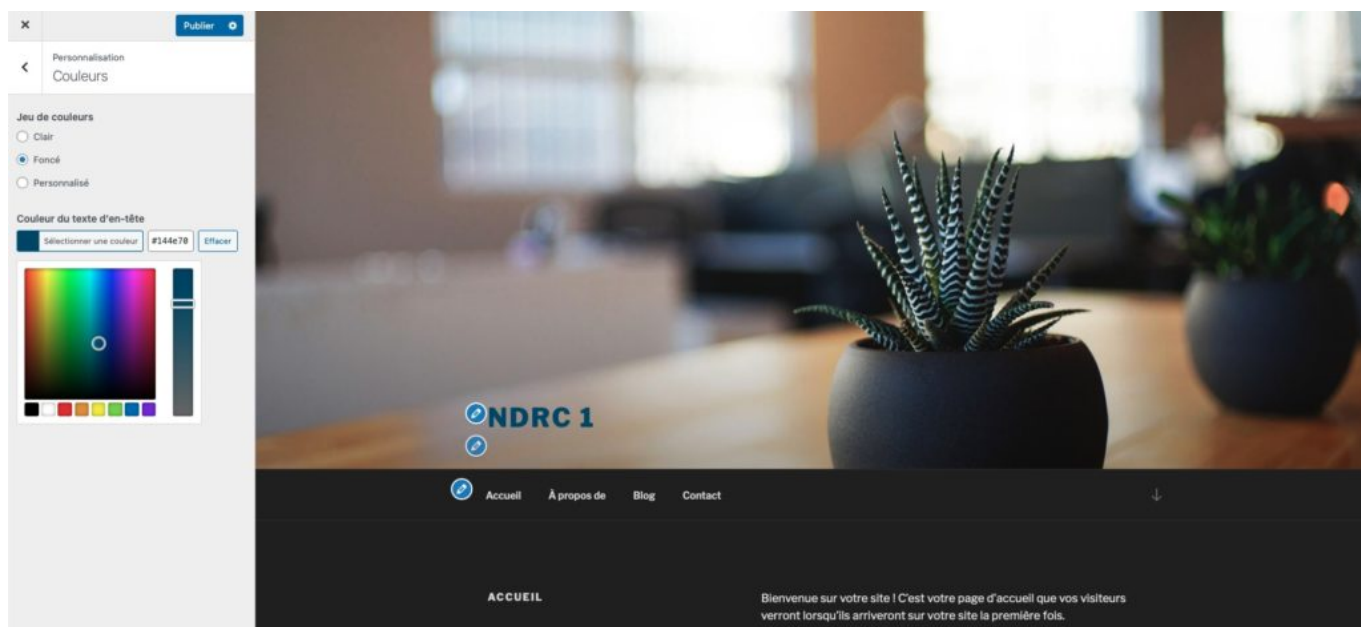 Publier
Personnalisation
Couleurs
Jeu de couleurs
Clair
Foncé
Personnalisé
Couleur du texte d'en-tête
Sélectionner une couleur #144e70 Effacer
NDRC 1
Accueil À propos de Blog Contact
ACCUEIL
Bienvenue sur votre site ! C'est votre page d'accueil que vos visiteurs
verront lorsqu'ils arriveront sur votre site la première fois.